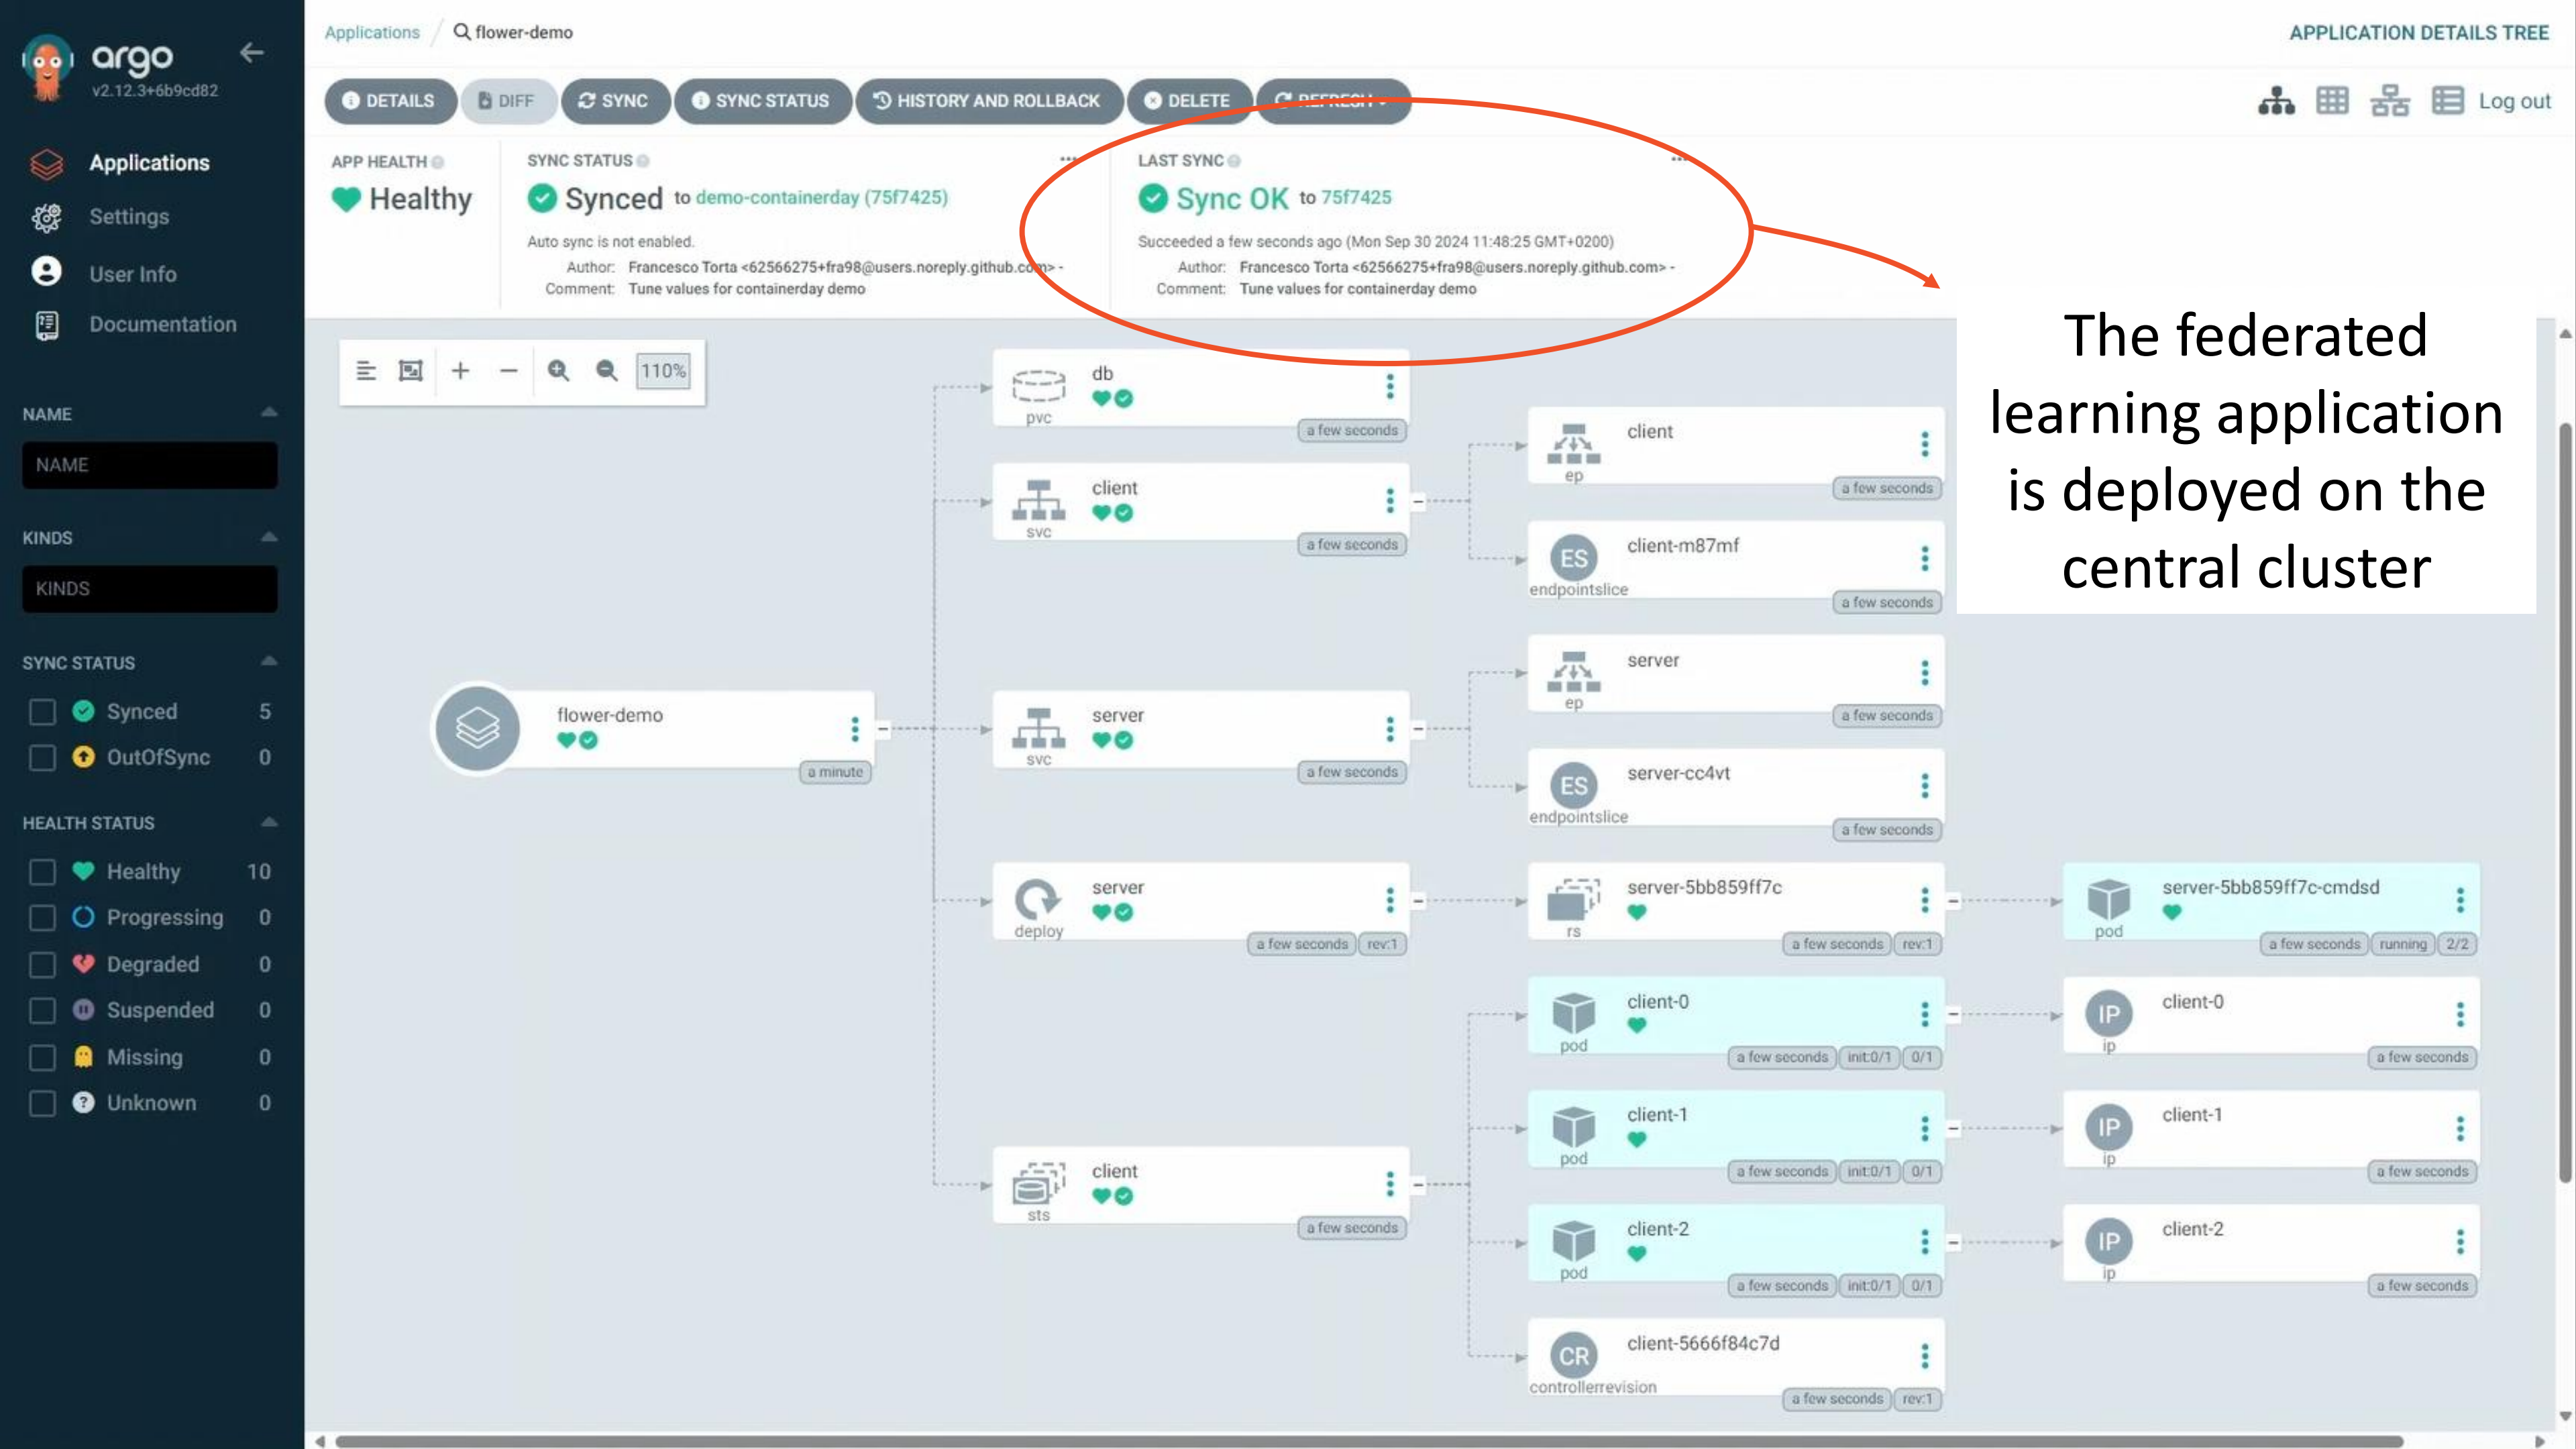 argo
v2.12.3+6b9cd82
Applications
Settings
User Info
Documentation
NAME
NAME
KINDS
KINDS
SYNC STATUS
Synced 5
OutOfSync 0
HEALTH STATUS
Healthy 10
Progressing 0
Degraded 0
Suspended 0
Missing 0
Unknown 0
Applications / flower-demo
APPLICATION DETAILS TREE
DETAILS DIFF SYNC SYNC STATUS HISTORY AND ROLLBACK DELETE REFRESH
Log out
APP HEALTH
Healthy
SYNC STATUS
Synced to demo-containerday (75f7425)
Auto sync is not enabled.
Author: Francesco Torta <62566275+fra98@users.noreply.github.com> -
Comment: Tune values for containerday demo
LAST SYNC
Sync OK to 75f7425
Succeeded a few seconds ago (Mon Sep 30 2024 11:48:25 GMT+0200)
Author: Francesco Torta <62566275+fra98@users.noreply.github.com> -
Comment: Tune values for containerday demo
The federated
learning application
is deployed on the
central cluster
110%
flower-demo
a minute
db
pvc
a few seconds
client
svc
a few seconds
client
ep
a few seconds
ES
client-m87mf
endpointslice
a few seconds
server
svc
a few seconds
server
ep
a few seconds
ES
server-cc4vt
endpointslice
a few seconds
server
deploy
a few seconds rev:1
server-5bb859ff7c
rs
a few seconds rev:1
server-5bb859ff7c-cmdsd
pod
a few seconds running 2/2
client
sts
a few seconds
client-0
pod
a few seconds init:0/1 0/1
IP
client-0
ip
a few seconds
client-1
pod
a few seconds init:0/1 0/1
IP
client-1
ip
a few seconds
client-2
pod
a few seconds init:0/1 0/1
IP
client-2
ip
a few seconds
CR
client-5666f84c7d
controllerrevision
a few seconds rev:1